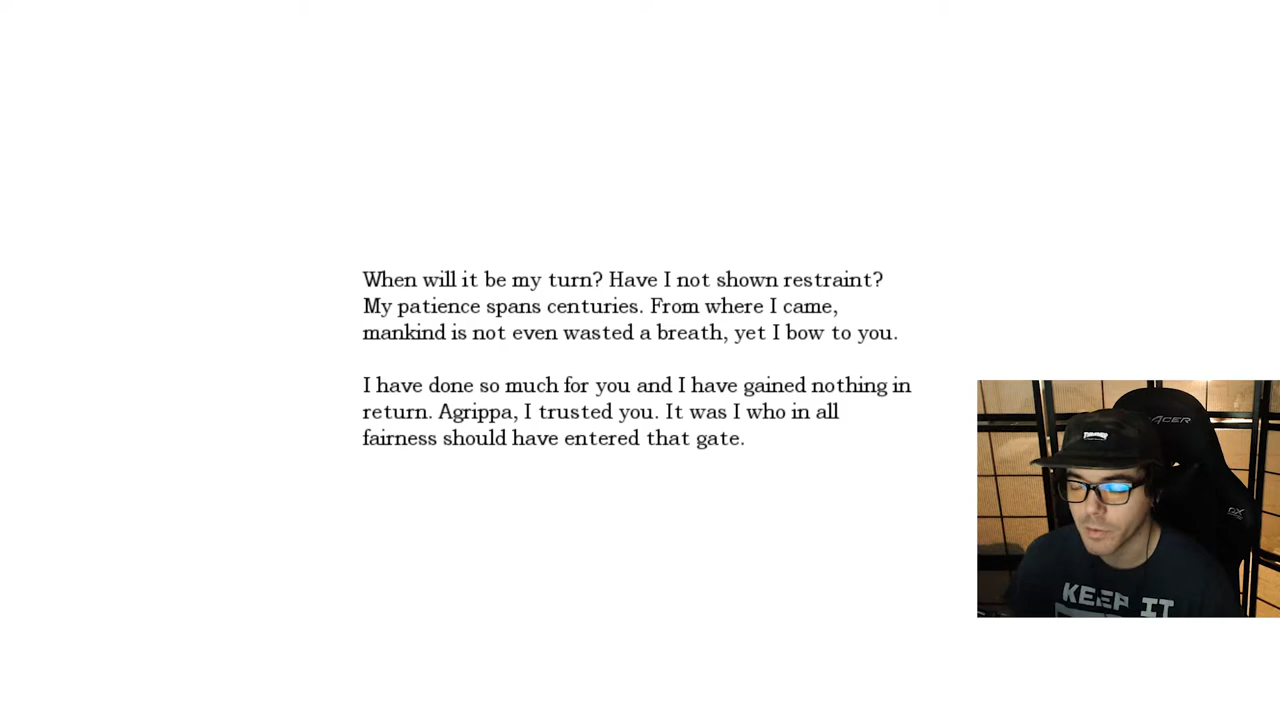 When will it be my turn? Have I not shown restraint?
My patience spans centuries. From where I came,
mankind is not even wasted a breath, yet I bow to you.
I have done so much for you and I have gained nothing in
return. Agrippa, I trusted you. It was I who in all
fairness should have entered that gate.
THRASHER
KEEP IT